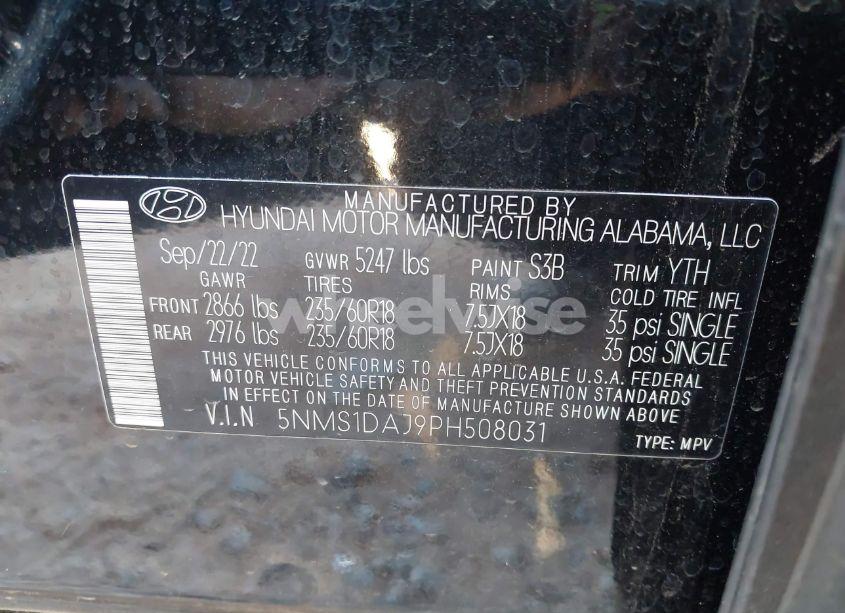 MANUFACTURED BY
HYUNDAI MOTOR MANUFACTURING ALABAMA, LLC
Sep/22/22 GVWR 5247 lbs PAINT S3B TRIM YTH
GAWR TIRES RIMS COLD TIRE INFL
FRONT 2866 lbs 235/60R18 7.5JX18 35 psi SINGLE
REAR 2976 lbs 235/60R18 7.5JX18 35 psi SINGLE
THIS VEHICLE CONFORMS TO ALL APPLICABLE U.S.A. FEDERAL
MOTOR VEHICLE SAFETY AND THEFT PREVENTION STANDARDS
IN EFFECT ON THE DATE OF MANUFACTURE SHOWN ABOVE
V.I.N 5NMS1DAJ9PH508031
TYPE: MPV